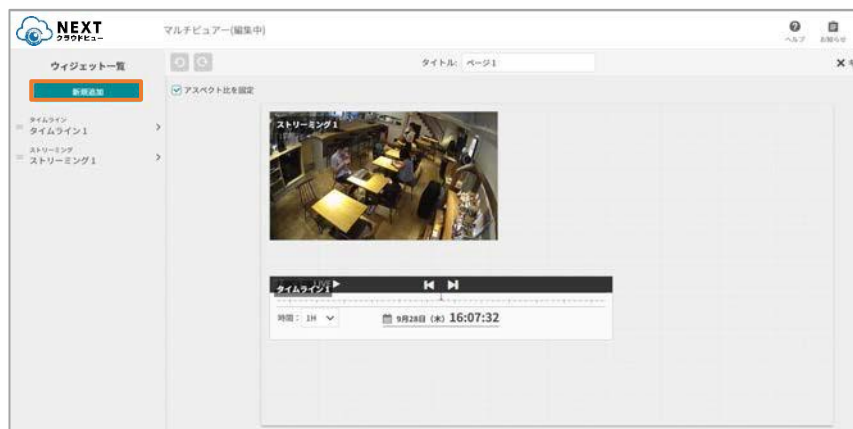 NEXT
クラウドビュー
マルチビュアー(編集中)
ヘルプ
お知らせ
ウィジェット一覧
タイトル: ページ1
新規追加
アスペクト比を固定
タイムライン
タイムライン1
ストリーミング
ストリーミング1
ストリーミング1
タイムライン1
LIVE
時間: 1H
9月28日 (木) 16:07:32